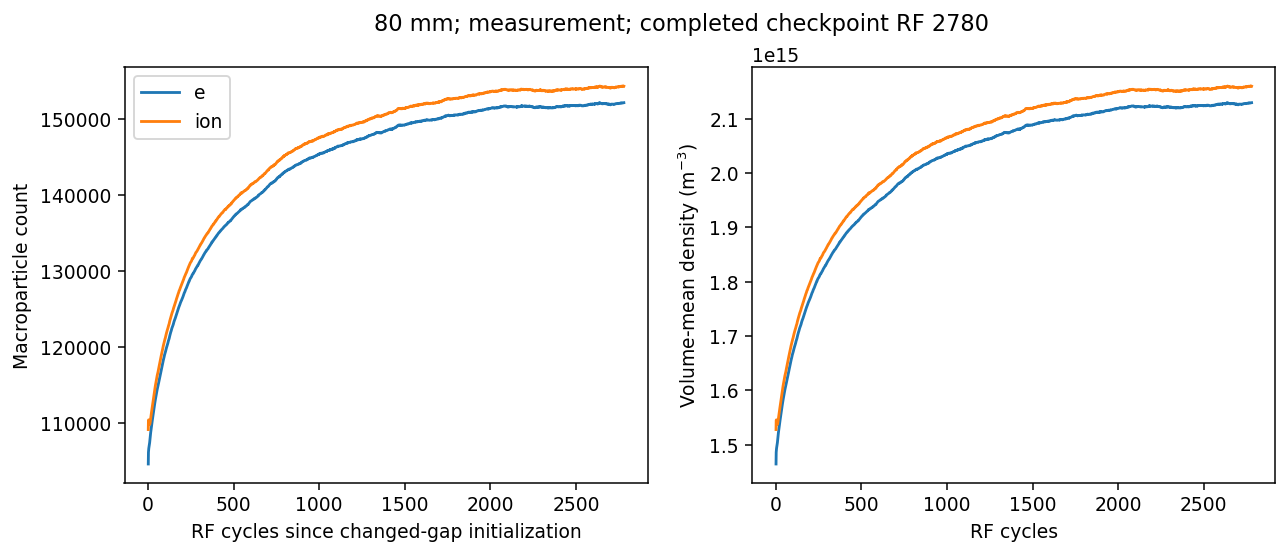 80 mm; measurement; completed checkpoint RF 2780
e
ion
Macroparticle count
150000
140000
130000
120000
110000
0 500 1000 1500 2000 2500
RF cycles since changed-gap initialization
1e15
Volume-mean density (m⁻³)
2.1
2.0
1.9
1.8
1.7
1.6
1.5
0 500 1000 1500 2000 2500
RF cycles